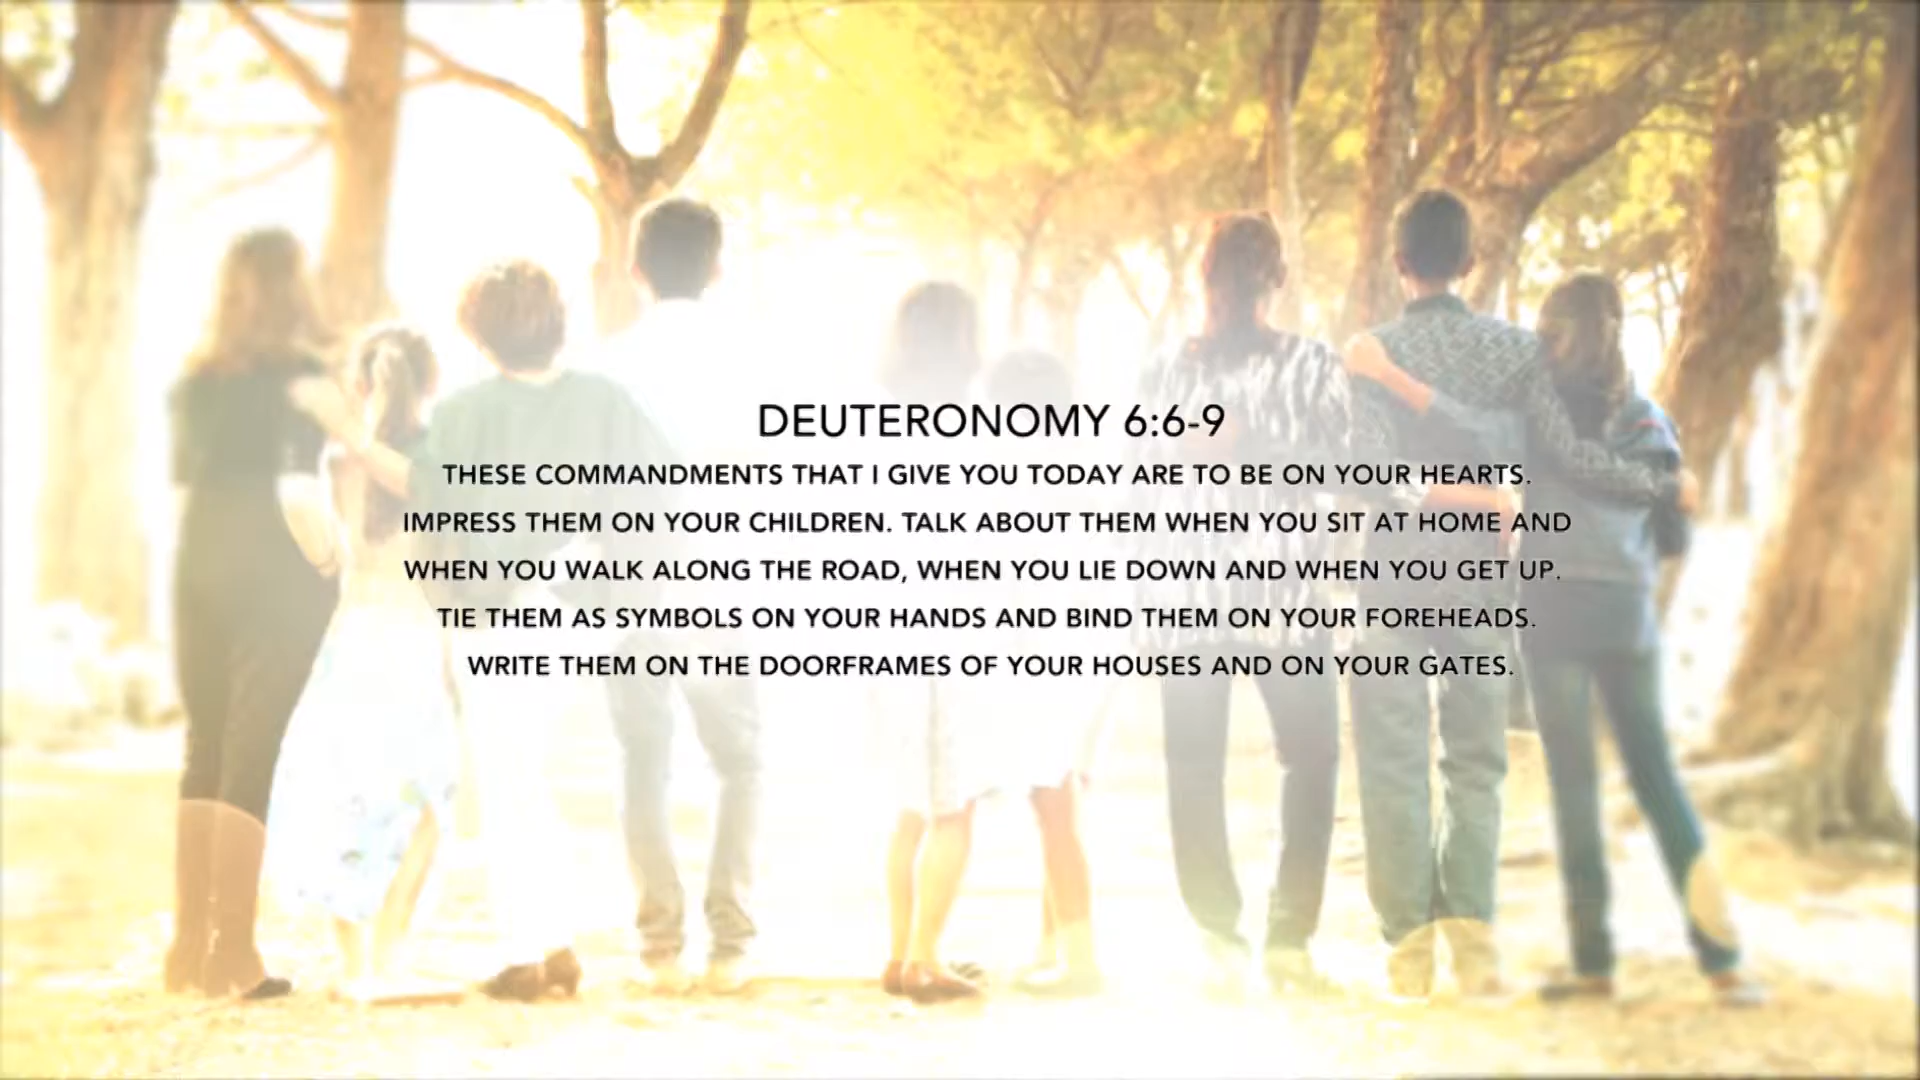 DEUTERONOMY 6:6-9
THESE COMMANDMENTS THAT I GIVE YOU TODAY ARE TO BE ON YOUR HEARTS.
IMPRESS THEM ON YOUR CHILDREN. TALK ABOUT THEM WHEN YOU SIT AT HOME AND
WHEN YOU WALK ALONG THE ROAD, WHEN YOU LIE DOWN AND WHEN YOU GET UP.
TIE THEM AS SYMBOLS ON YOUR HANDS AND BIND THEM ON YOUR FOREHEADS.
WRITE THEM ON THE DOORFRAMES OF YOUR HOUSES AND ON YOUR GATES.